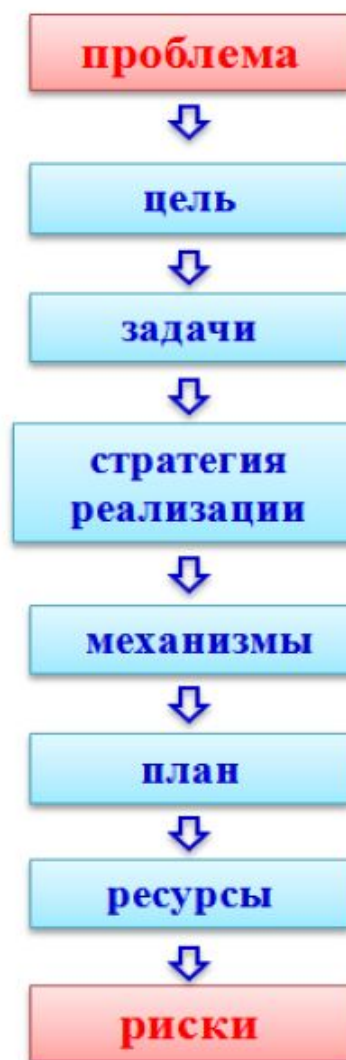 проблема
цель
задачи
стратегия
реализации
механизмы
план
ресурсы
риски